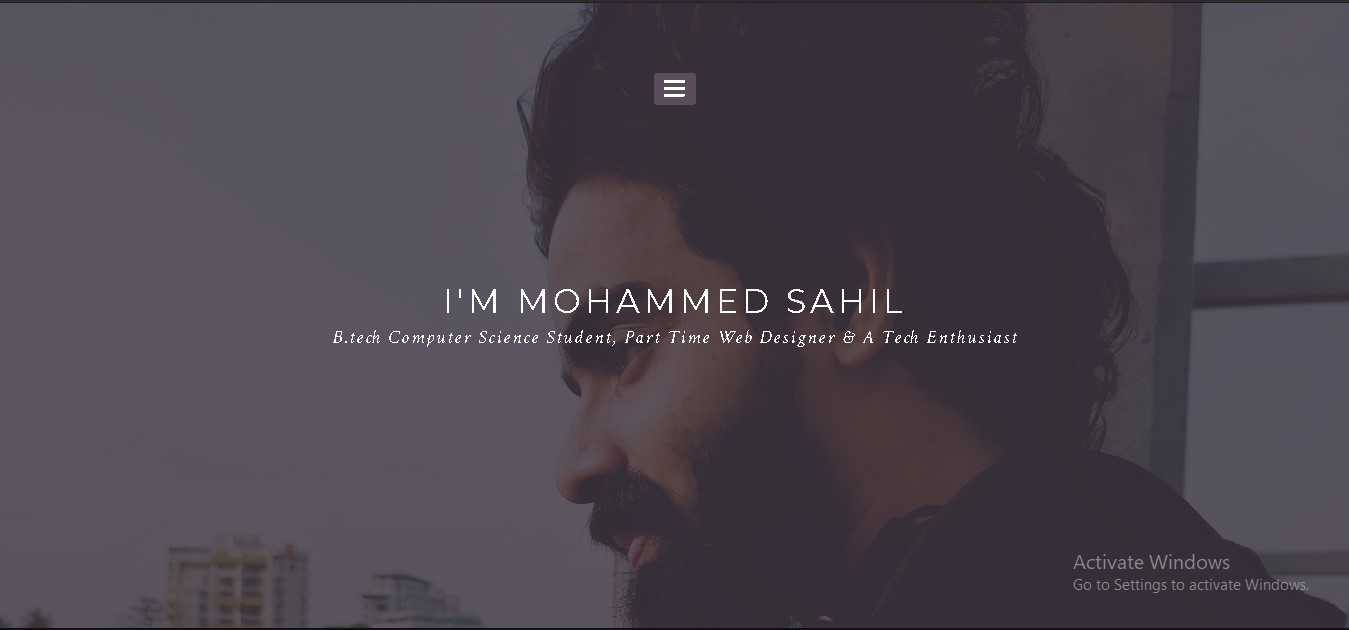 I'M MOHAMMED SAHIL
B.tech Computer Science Student, Part Time Web Designer & A Tech Enthusiast
Activate Windows
Go to Settings to activate Windows.